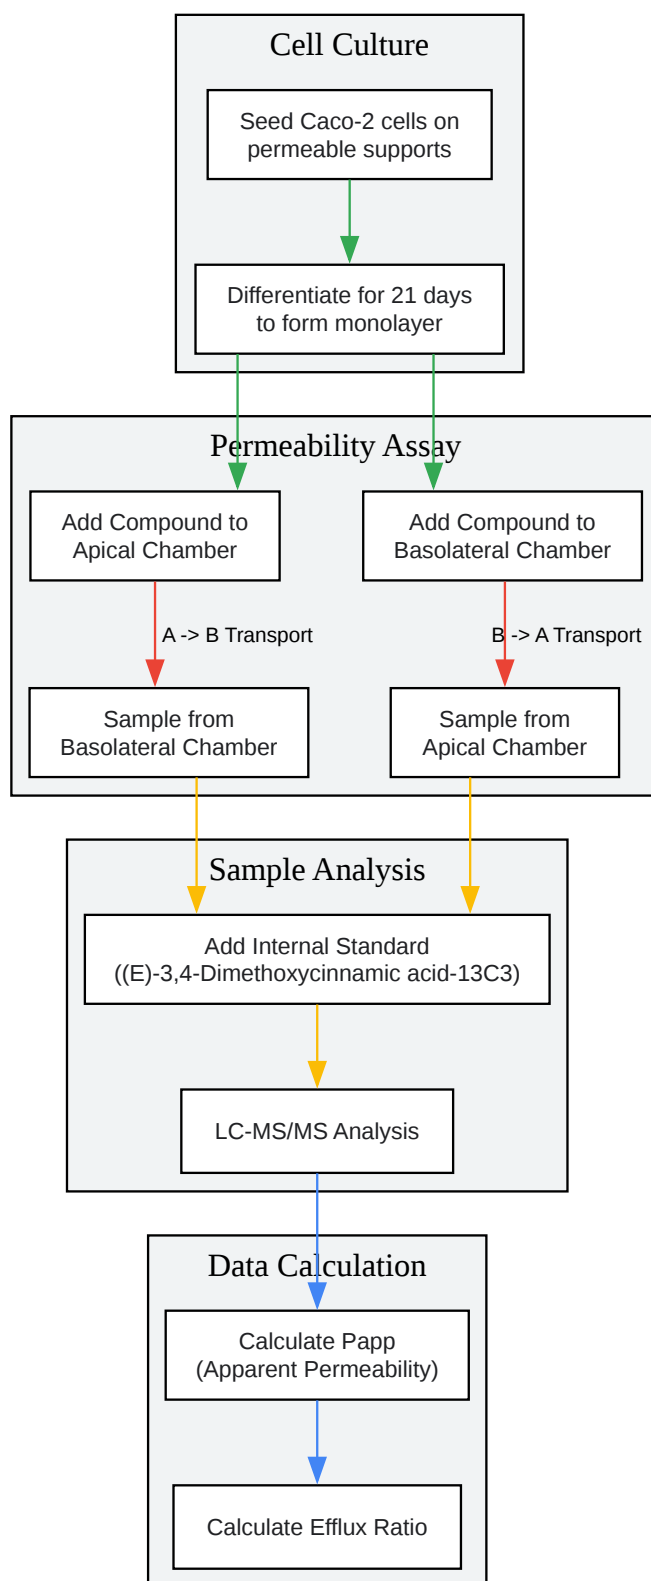 Cell Culture
Seed Caco-2 cells on
permeable supports
Differentiate for 21 days
to form monolayer
Permeability Assay
Add Compound to
Apical Chamber
Add Compound to
Basolateral Chamber
A -> B Transport
B -> A Transport
Sample from
Basolateral Chamber
Sample from
Apical Chamber
Sample Analysis
Add Internal Standard
((E)-3,4-Dimethoxycinnamic acid-13C3)
LC-MS/MS Analysis
Data Calculation
Calculate Papp
(Apparent Permeability)
Calculate Efflux Ratio